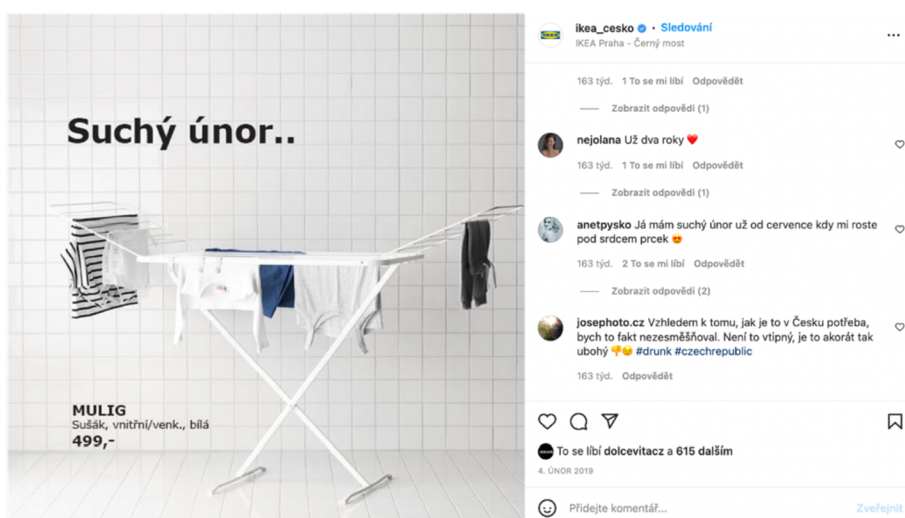 Suchý únor..
MULIG
Sušák, vnitřní/venk., bílá
499,-
IKEA
ikea_cesko • Sledování
IKEA Praha - Černý most
163 týd. 1 To se mi líbí Odpovědět
Zobrazit odpovědi (1)
nejolana Už dva roky ❤️
163 týd. 1 To se mi líbí Odpovědět
Zobrazit odpovědi (1)
anetpysko Já mám suchý únor už od července kdy mi roste
pod srdcem prcek 😍
163 týd. 2 To se mi líbí Odpovědět
Zobrazit odpovědi (2)
josephoto.cz Vzhledem k tomu, jak je to v Česku potřeba,
bych to fakt nezesměšňoval. Není to vtipný, je to akorát tak
ubohý 👎😉 #drunk #czechrepublic
163 týd. Odpovědět
To se líbí dolcevitacz a 615 dalším
4. ÚNOR 2019
Přidejte komentář...
Zveřejnit